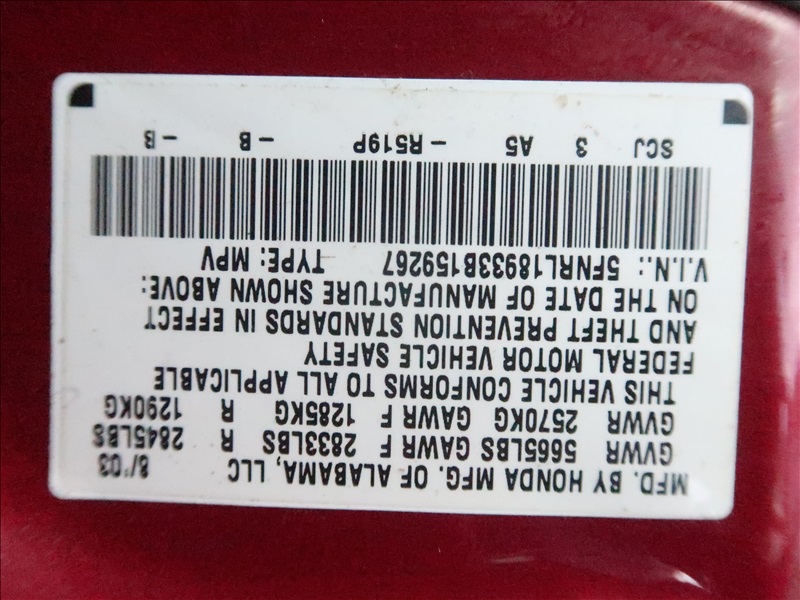 MFD. BY HONDA MFG. OF ALABAMA, LLC 8/'03
GVWR 5665LBS GAWR F 2833LBS R 2845LBS
GVWR 2570KG GAWR F 1285KG R 1290KG
THIS VEHICLE CONFORMS TO ALL APPLICABLE
FEDERAL MOTOR VEHICLE SAFETY
AND THEFT PREVENTION STANDARDS IN EFFECT
ON THE DATE OF MANUFACTURE SHOWN ABOVE:
V.I.N.: 5FNRL18933B159267 TYPE: MPV
SCJ 3 A5 -R519P -B -B